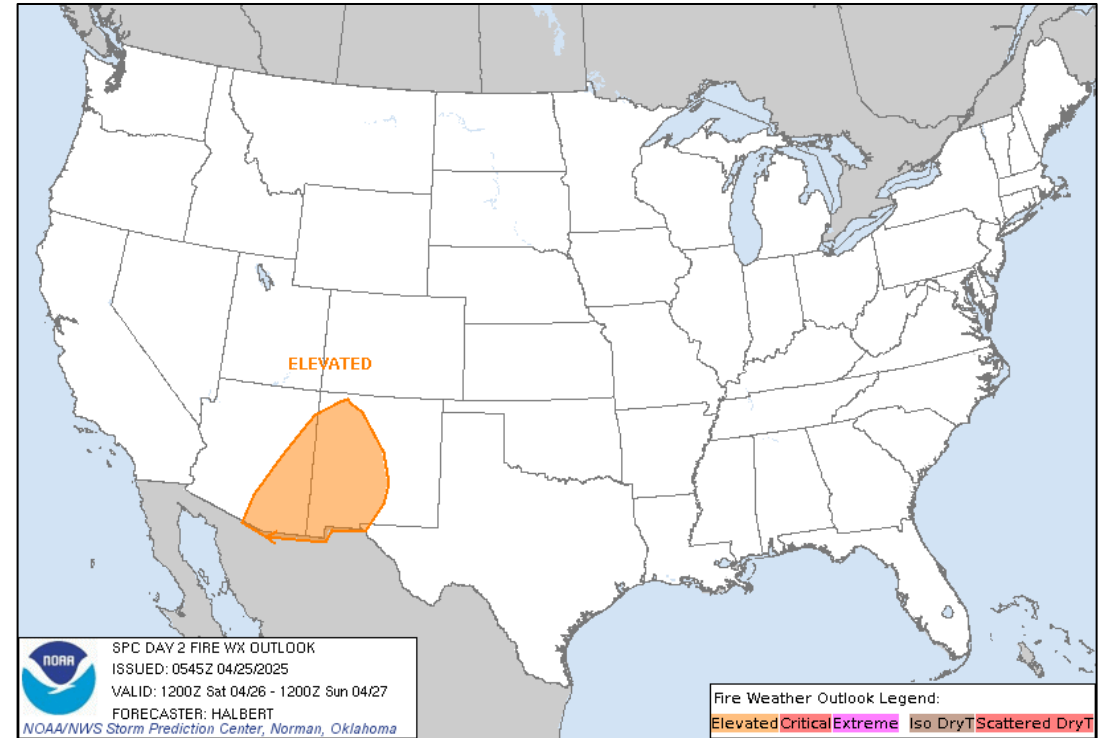 ELEVATED
NOAA
SPC DAY 2 FIRE WX OUTLOOK
ISSUED: 0545Z 04/25/2025
VALID: 1200Z Sat 04/26 - 1200Z Sun 04/27
FORECASTER: HALBERT
NOAA/NWS Storm Prediction Center, Norman, Oklahoma
Fire Weather Outlook Legend:
Elevated Critical Extreme Iso DryT Scattered DryT